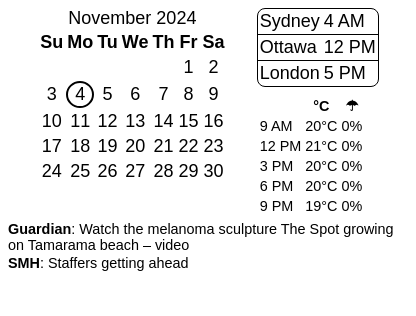 November 2024
Su Mo Tu We Th Fr Sa
1 2
3 4 5 6 7 8 9
10 11 12 13 14 15 16
17 18 19 20 21 22 23
24 25 26 27 28 29 30
Sydney 4 AM
Ottawa 12 PM
London 5 PM
°C ☂
9 AM 20°C 0%
12 PM 21°C 0%
3 PM 20°C 0%
6 PM 20°C 0%
9 PM 19°C 0%
Guardian: Watch the melanoma sculpture The Spot growing
on Tamarama beach – video
SMH: Staffers getting ahead